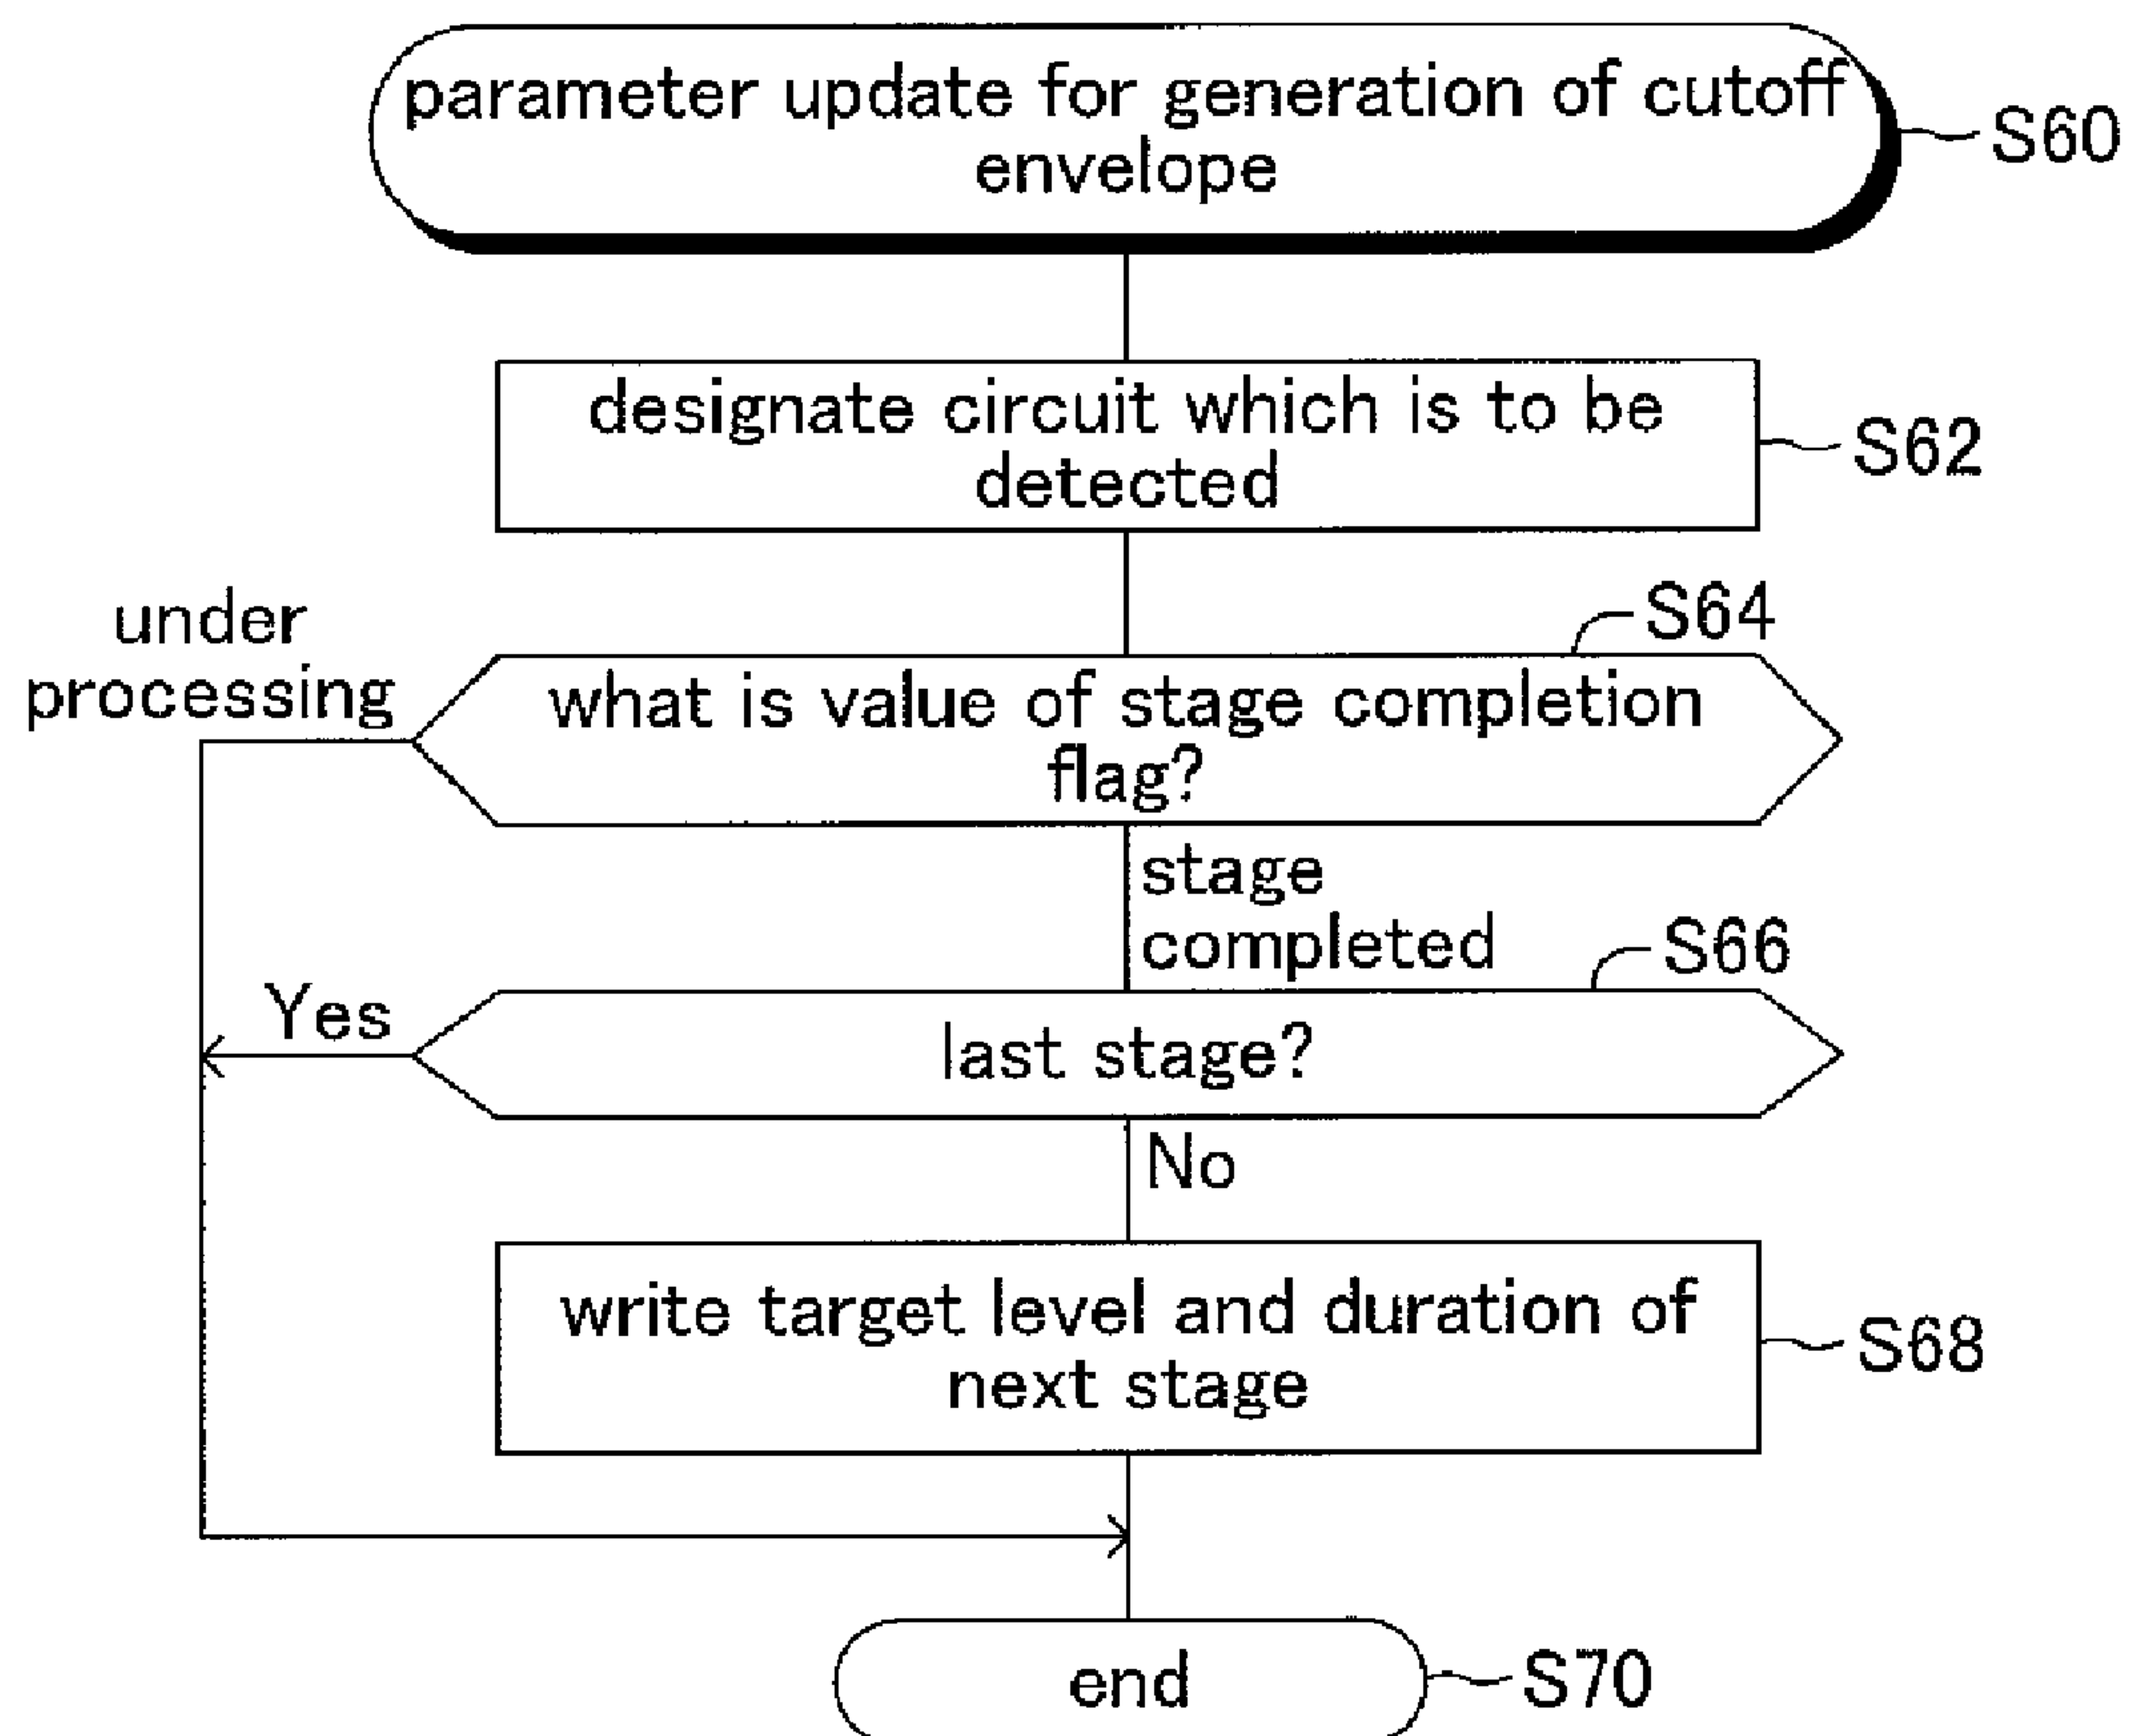 parameter update for generation of cutoff
envelope
S60
designate circuit which is to be
detected
S62
under
processing
S64
what is value of stage completion
flag?
stage
completed
S66
Yes
last stage?
No
write target level and duration of
next stage
S68
end
S70